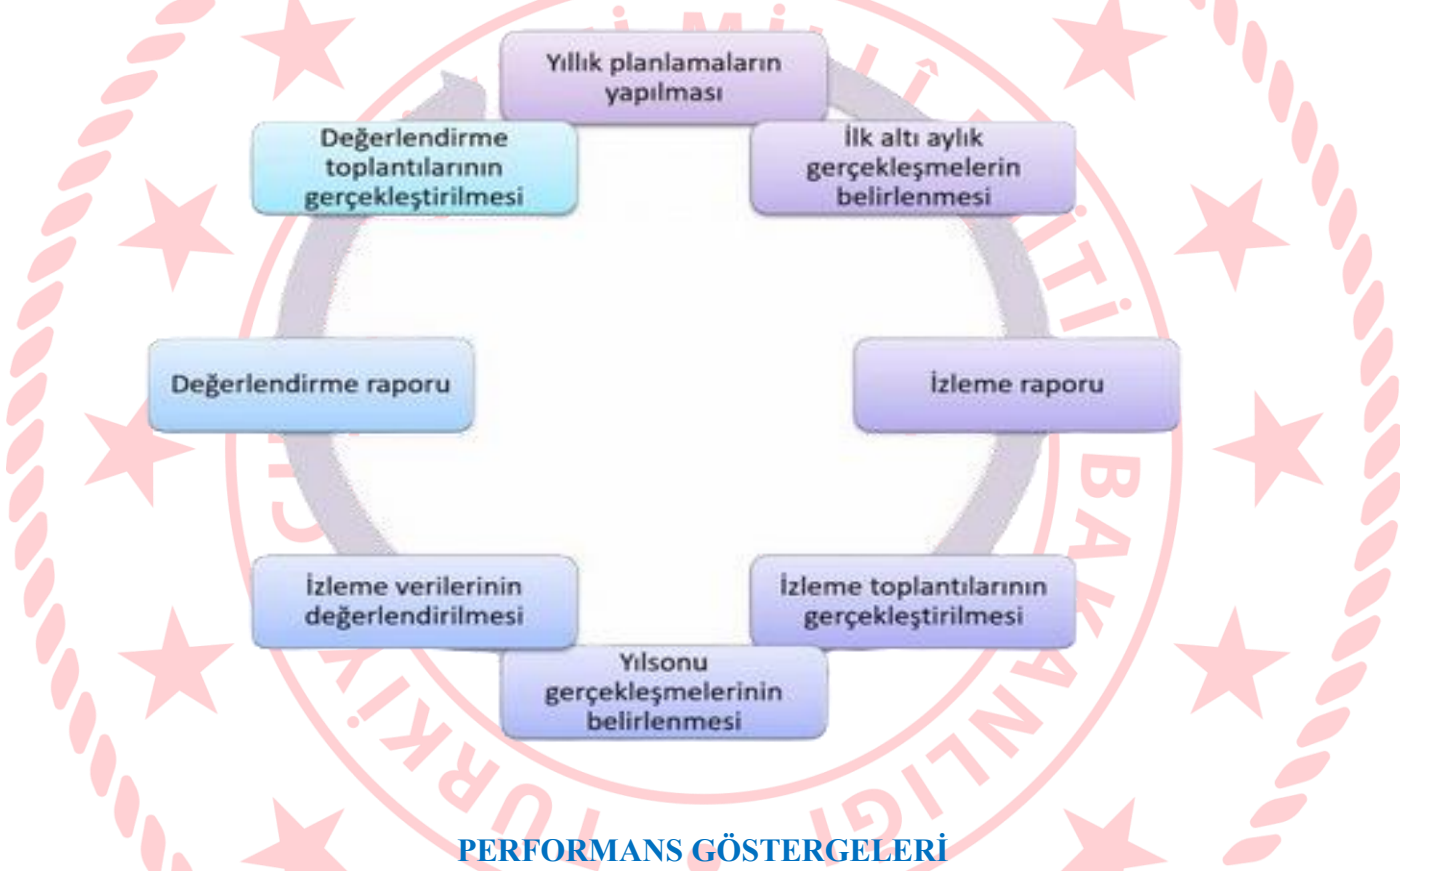 Yıllık planlamaların
yapılması
İlk altı aylık
gerçekleşmelerin
belirlenmesi
İzleme raporu
İzleme toplantılarının
gerçekleştirilmesi
Yılsonu
gerçekleşmelerinin
belirlenmesi
İzleme verilerinin
değerlendirilmesi
Değerlendirme raporu
Değerlendirme
toplantılarının
gerçekleştirilmesi
PERFORMANS GÖSTERGELERİ
BAKANLIĞI